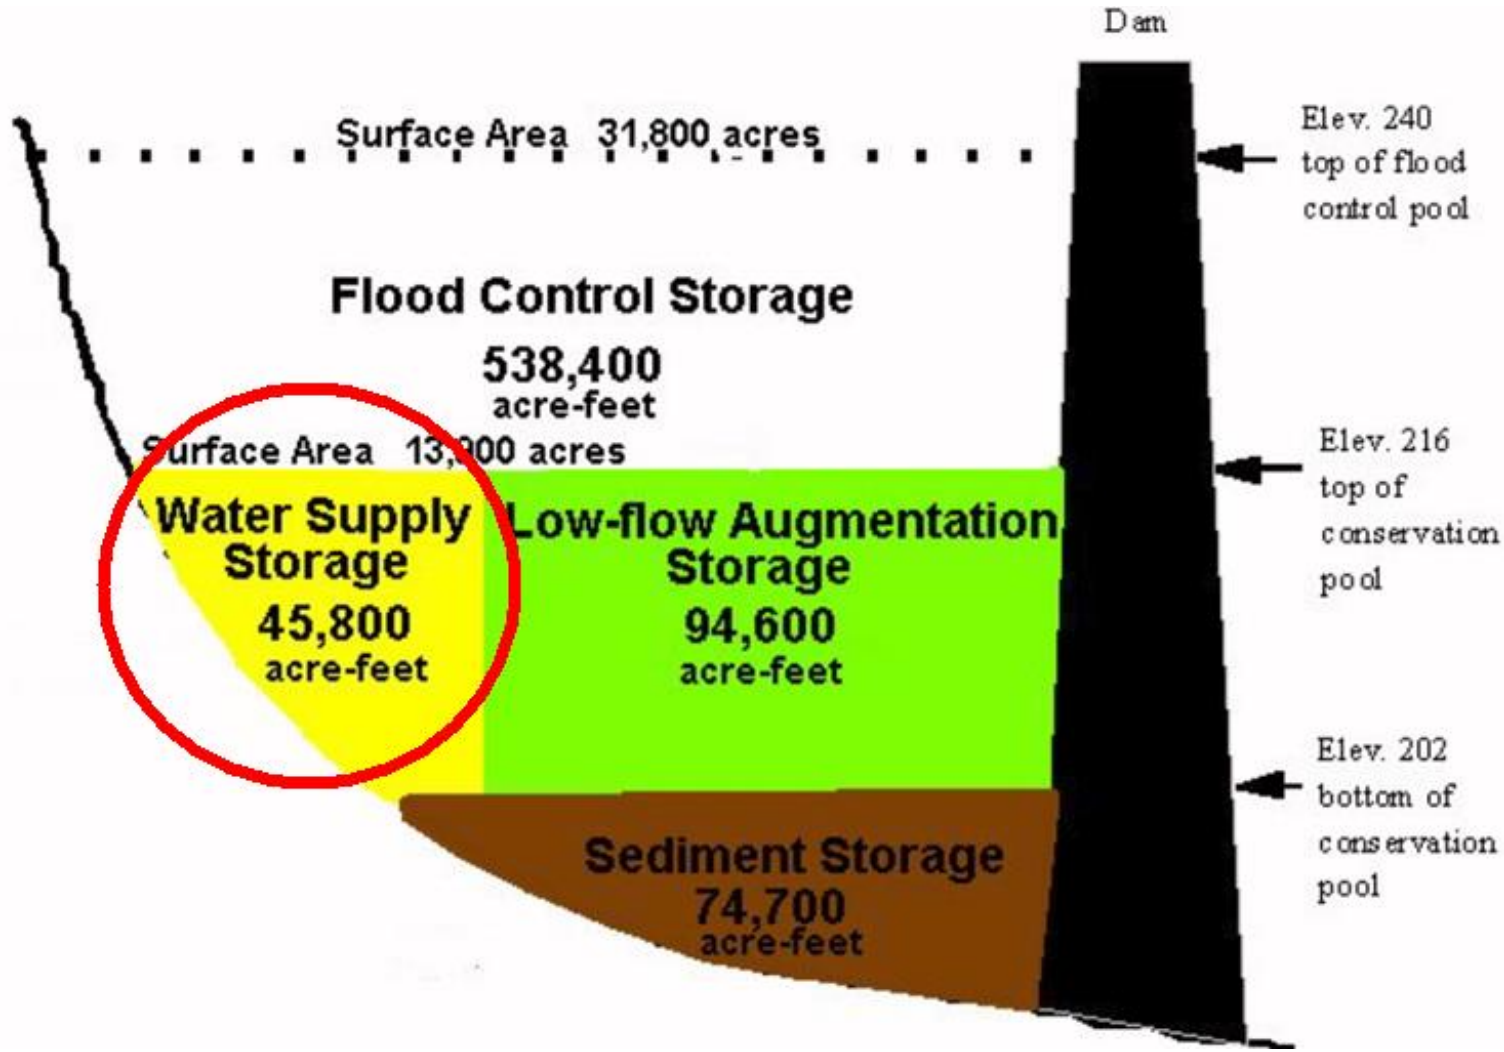 Dam
Surface Area 31,800 acres
Elev. 240
top of flood
control pool
Flood Control Storage
538,400
acre-feet
Surface Area 13,900 acres
Elev. 216
top of
conservation
pool
Water Supply
Storage
45,800
acre-feet
Low-flow Augmentation
Storage
94,600
acre-feet
Elev. 202
bottom of
conservation
pool
Sediment Storage
74,700
acre-feet